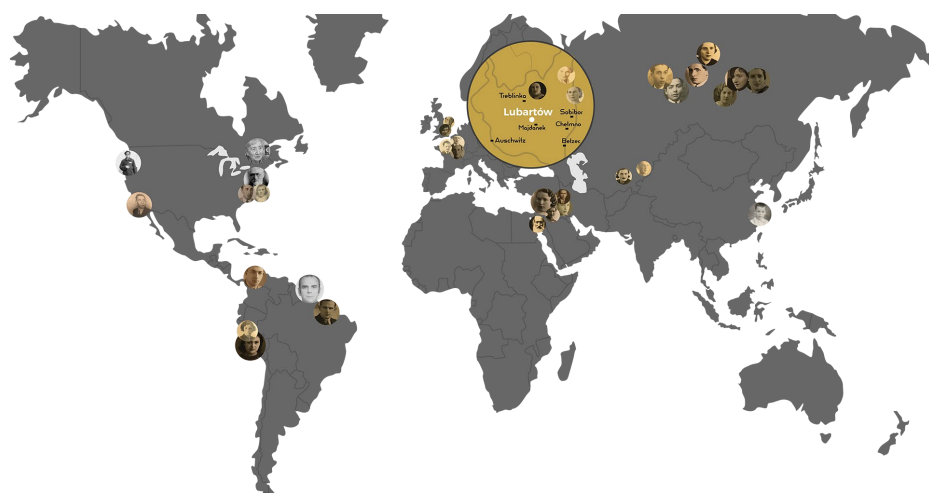 Treblinka
Lubartów
Sobibor
Chełmno
Majdanek
Auschwitz
Bełżec